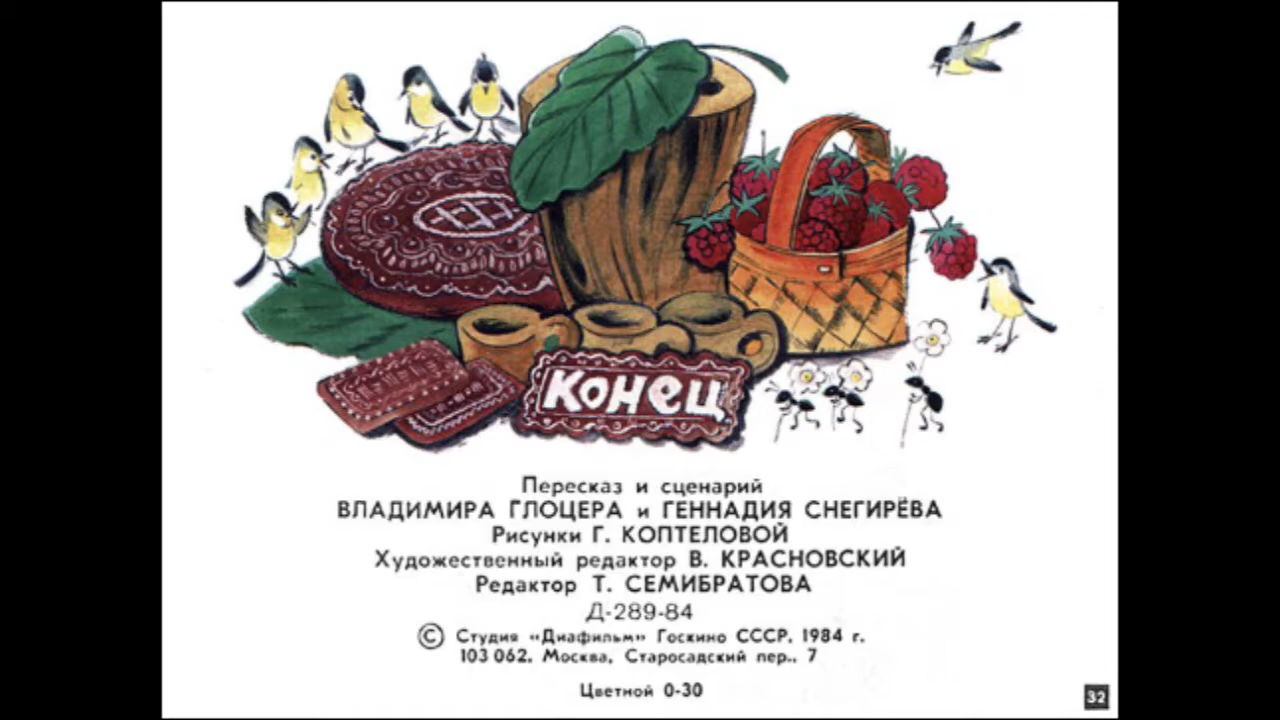 КОНЕЦ
Пересказ и сценарий
ВЛАДИМИРА ГЛОЦЕРА и ГЕННАДИЯ СНЕГИРЁВА
Рисунки Г. КОПТЕЛОВОЙ
Художественный редактор В. КРАСНОВСКИЙ
Редактор Т. СЕМИБРАТОВА
Д-289-84
© Студия «Диафильм» Госкино СССР. 1984 г.
103 062. Москва, Старосадский пер.. 7
Цветной 0-30
32